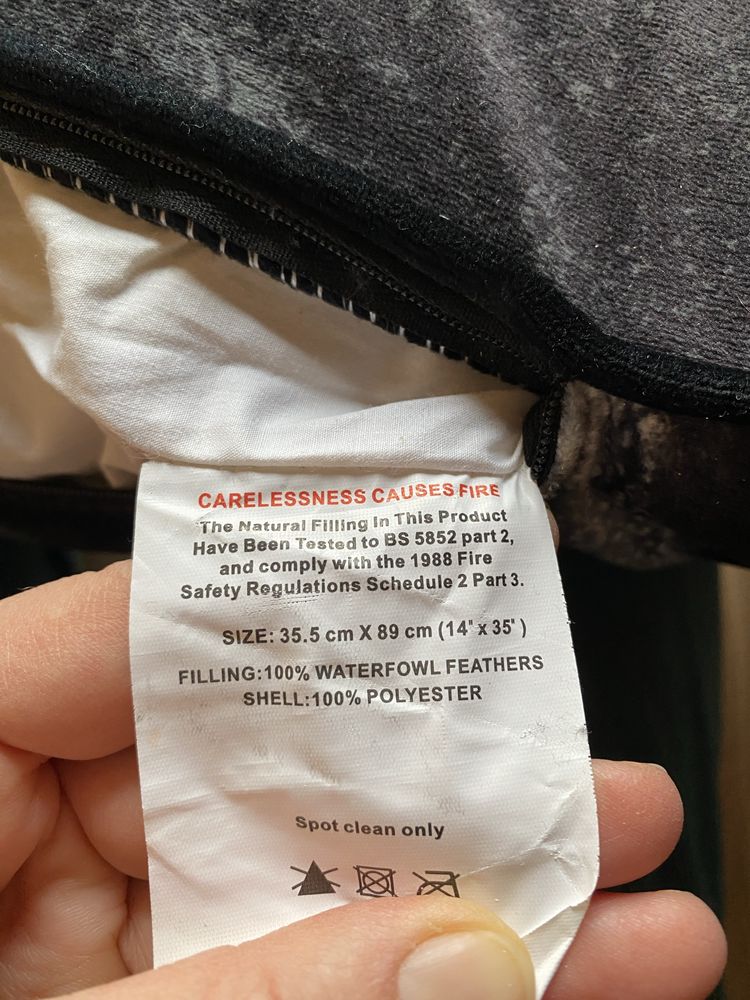 CARELESSNESS CAUSES FIRE
The Natural Filling In This Product
Have Been Tested to BS 5852 part 2,
and comply with the 1988 Fire
Safety Regulations Schedule 2 Part 3.
SIZE: 35.5 cm X 89 cm (14" x 35")
FILLING:100% WATERFOWL FEATHERS
SHELL:100% POLYESTER
Spot clean only